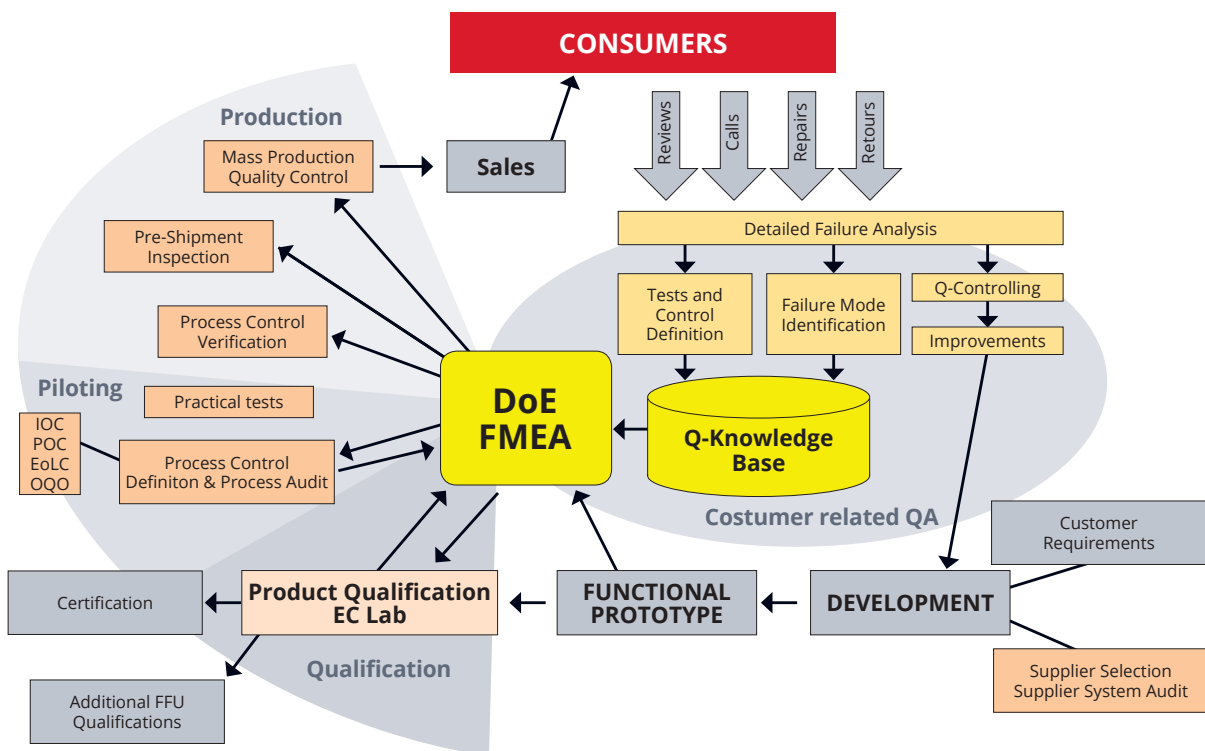 CONSUMERS
Reviews
Calls
Repairs
Retours
Production
Mass Production
Quality Control
Sales
Detailed Failure Analysis
Pre-Shipment
Inspection
Tests and
Control
Definition
Failure Mode
Identification
Q-Controlling
Improvements
Process Control
Verification
Piloting
Practical tests
DoE
FMEA
Q-Knowledge
Base
IOC
POC
EoLC
OQO
Process Control
Definiton & Process Audit
Costumer related QA
Customer
Requirements
Certification
Product Qualification
EC Lab
FUNCTIONAL
PROTOTYPE
DEVELOPMENT
Qualification
Supplier Selection
Supplier System Audit
Additional FFU
Qualifications